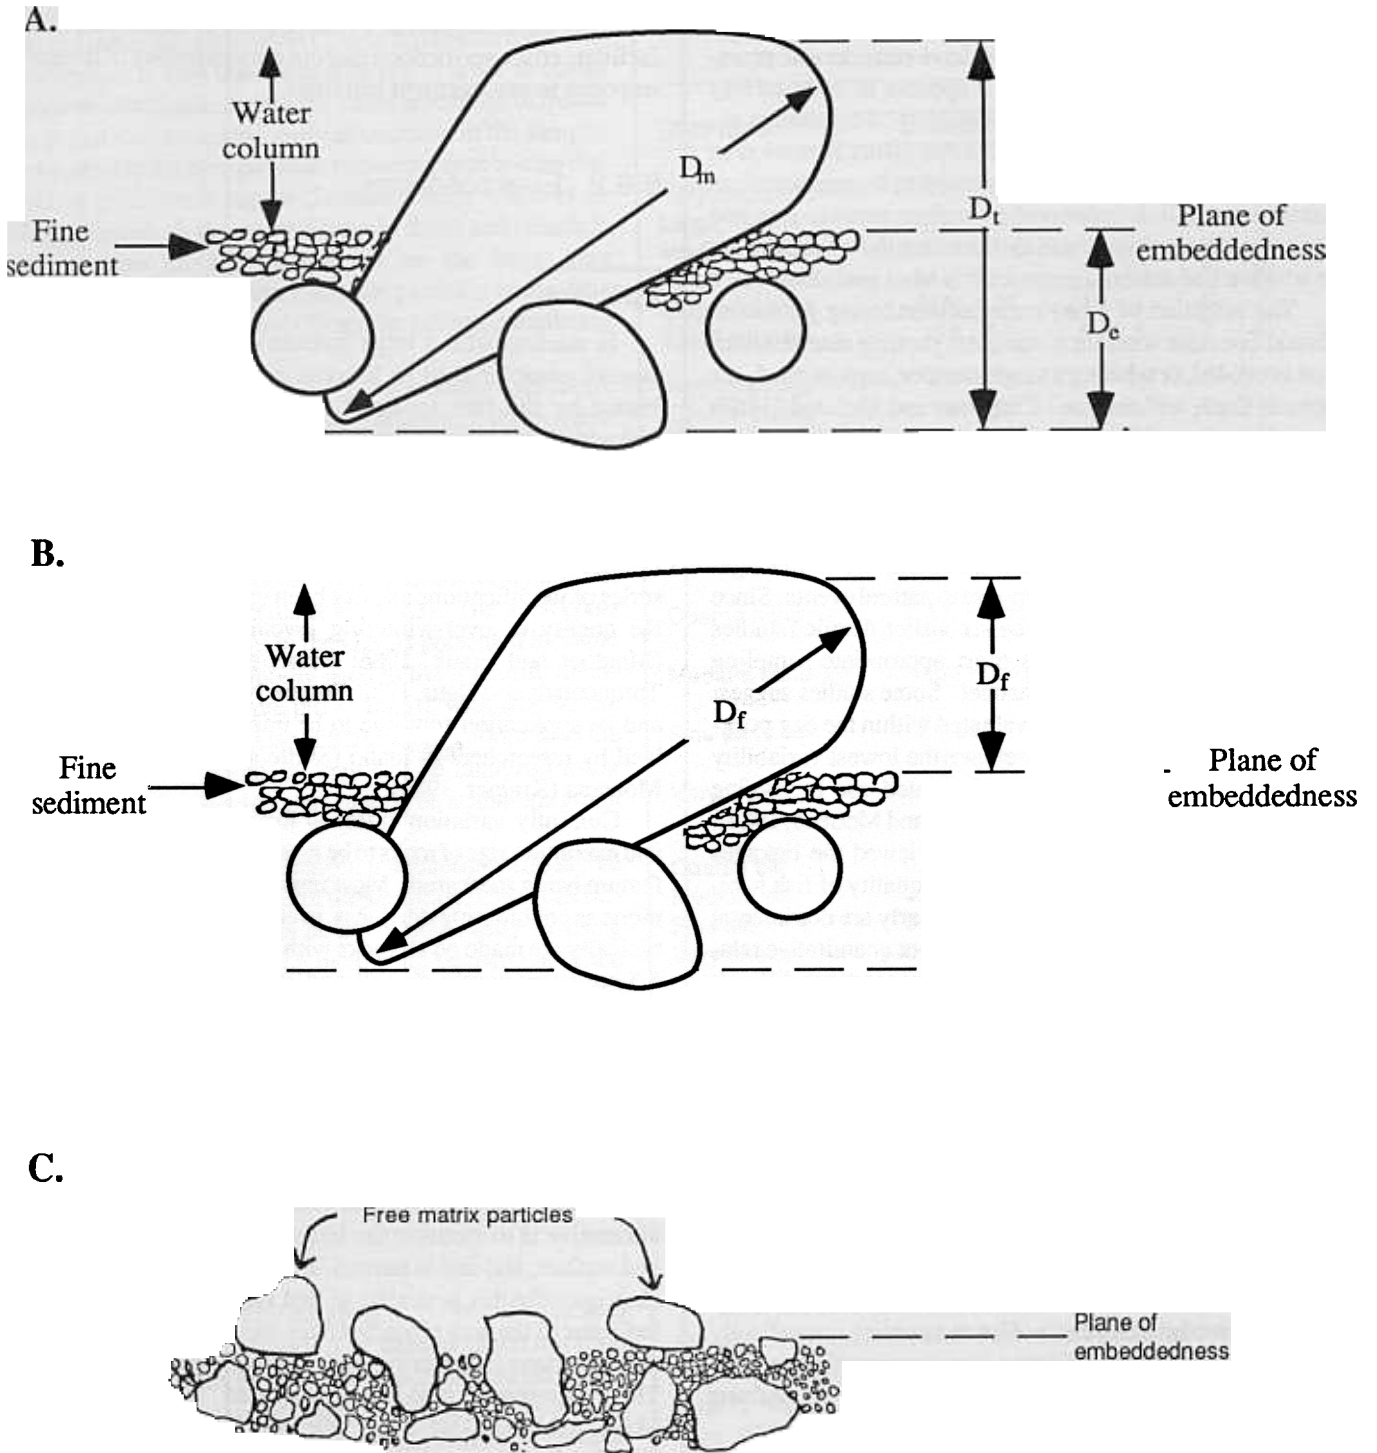 A.
Water
column
Fine
sediment
Dm
Dt
Plane of
embeddedness
De
B.
Water
column
Fine
sediment
Df
Df
Plane of
embeddedness
C.
Free matrix particles
Plane of
embeddedness